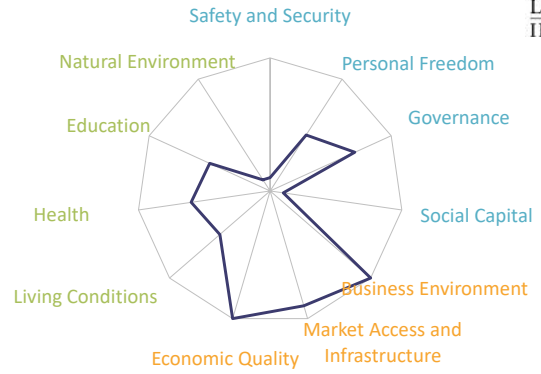 Safety and Security
Natural Environment
Personal Freedom
Education
Governance
Health
Social Capital
Living Conditions
Business Environment
Market Access and
Infrastructure
Economic Quality